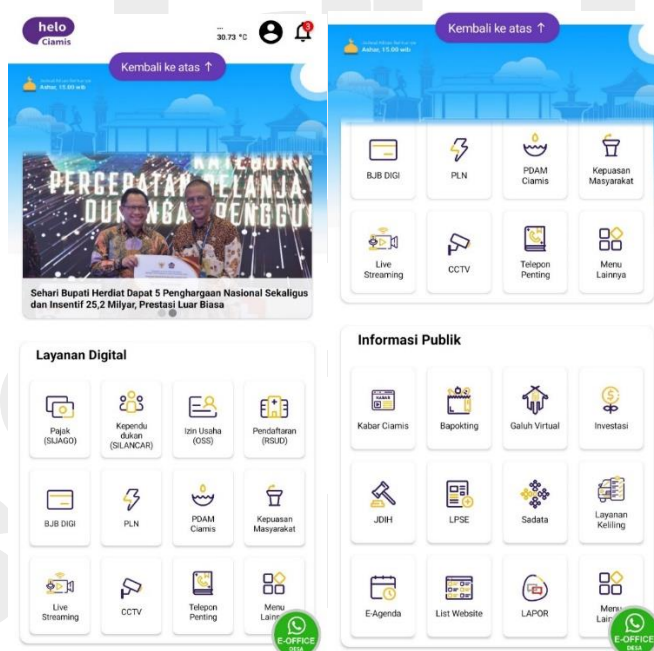 helo
Ciamis
...
30.73 °C
3
Kembali ke atas ↑
Ashar, 15.00 wib
KATEGORI
PERCEPATAN BELANJA
Sehari Bupati Herdiat Dapat 5 Penghargaan Nasional Sekaligus
dan Insentif 25,2 Milyar, Prestasi Luar Biasa
Layanan Digital
Pajak
(SIJAGO)
Kependu
dukan
(SILANCAR)
Izin Usaha
(OSS)
Pendaftaran
(RSUD)
BJB DIGI
PLN
PDAM
Ciamis
Kepuasan
Masyarakat
Live
Streaming
CCTV
Telepon
Penting
Menu
E-OFFICE
DESA
Kembali ke atas ↑
Ashar, 15.00 wib
BJB DIGI
PLN
PDAM
Ciamis
Kepuasan
Masyarakat
Live
Streaming
CCTV
Telepon
Penting
Menu
Lainnya
Informasi Publik
KABAR
Kabar Ciamis
Bapokting
Galuh Virtual
Investasi
JDIH
LPSE
Sadata
Layanan
Keliling
E-Agenda
List Website
LAPOR
Menu
E-OFFICE
DESA